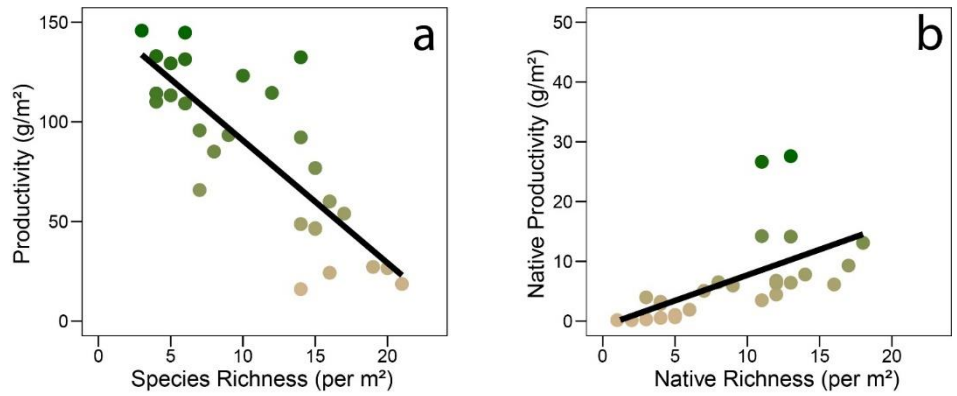 a
Productivity (g/m²)
150
100
50
0
0 5 10 15 20
Species Richness (per m²)
b
Native Productivity (g/m²)
50
40
30
20
10
0
0 5 10 15 20
Native Richness (per m²)